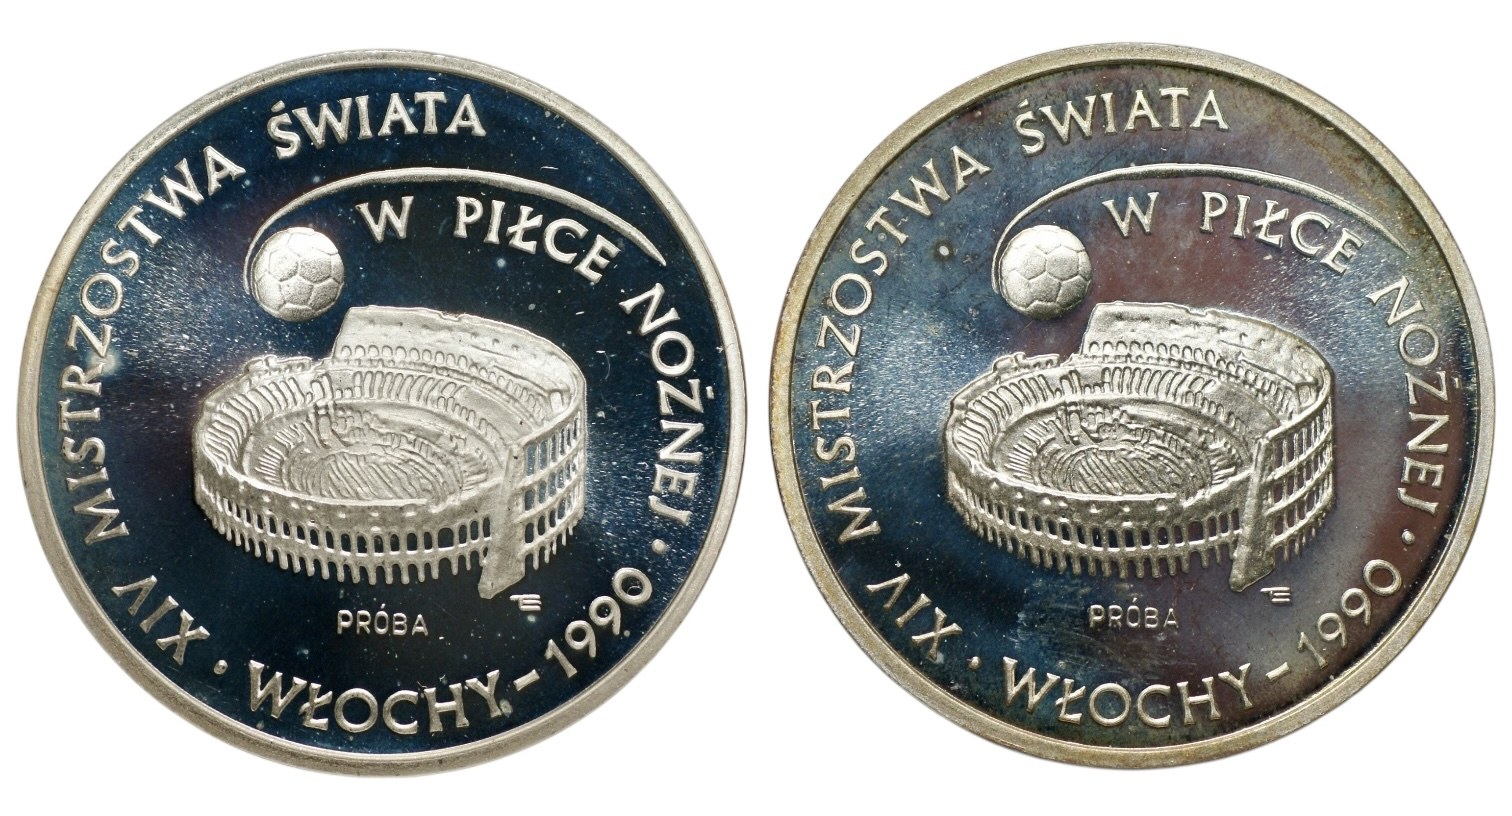 XIV MISTRZOSTWA ŚWIATA
W PIŁCE NOŻNEJ
PRÓBA
WŁOCHY-1990
XIV MISTRZOSTWA ŚWIATA
W PIŁCE NOŻNEJ
PRÓBA
WŁOCHY-1990